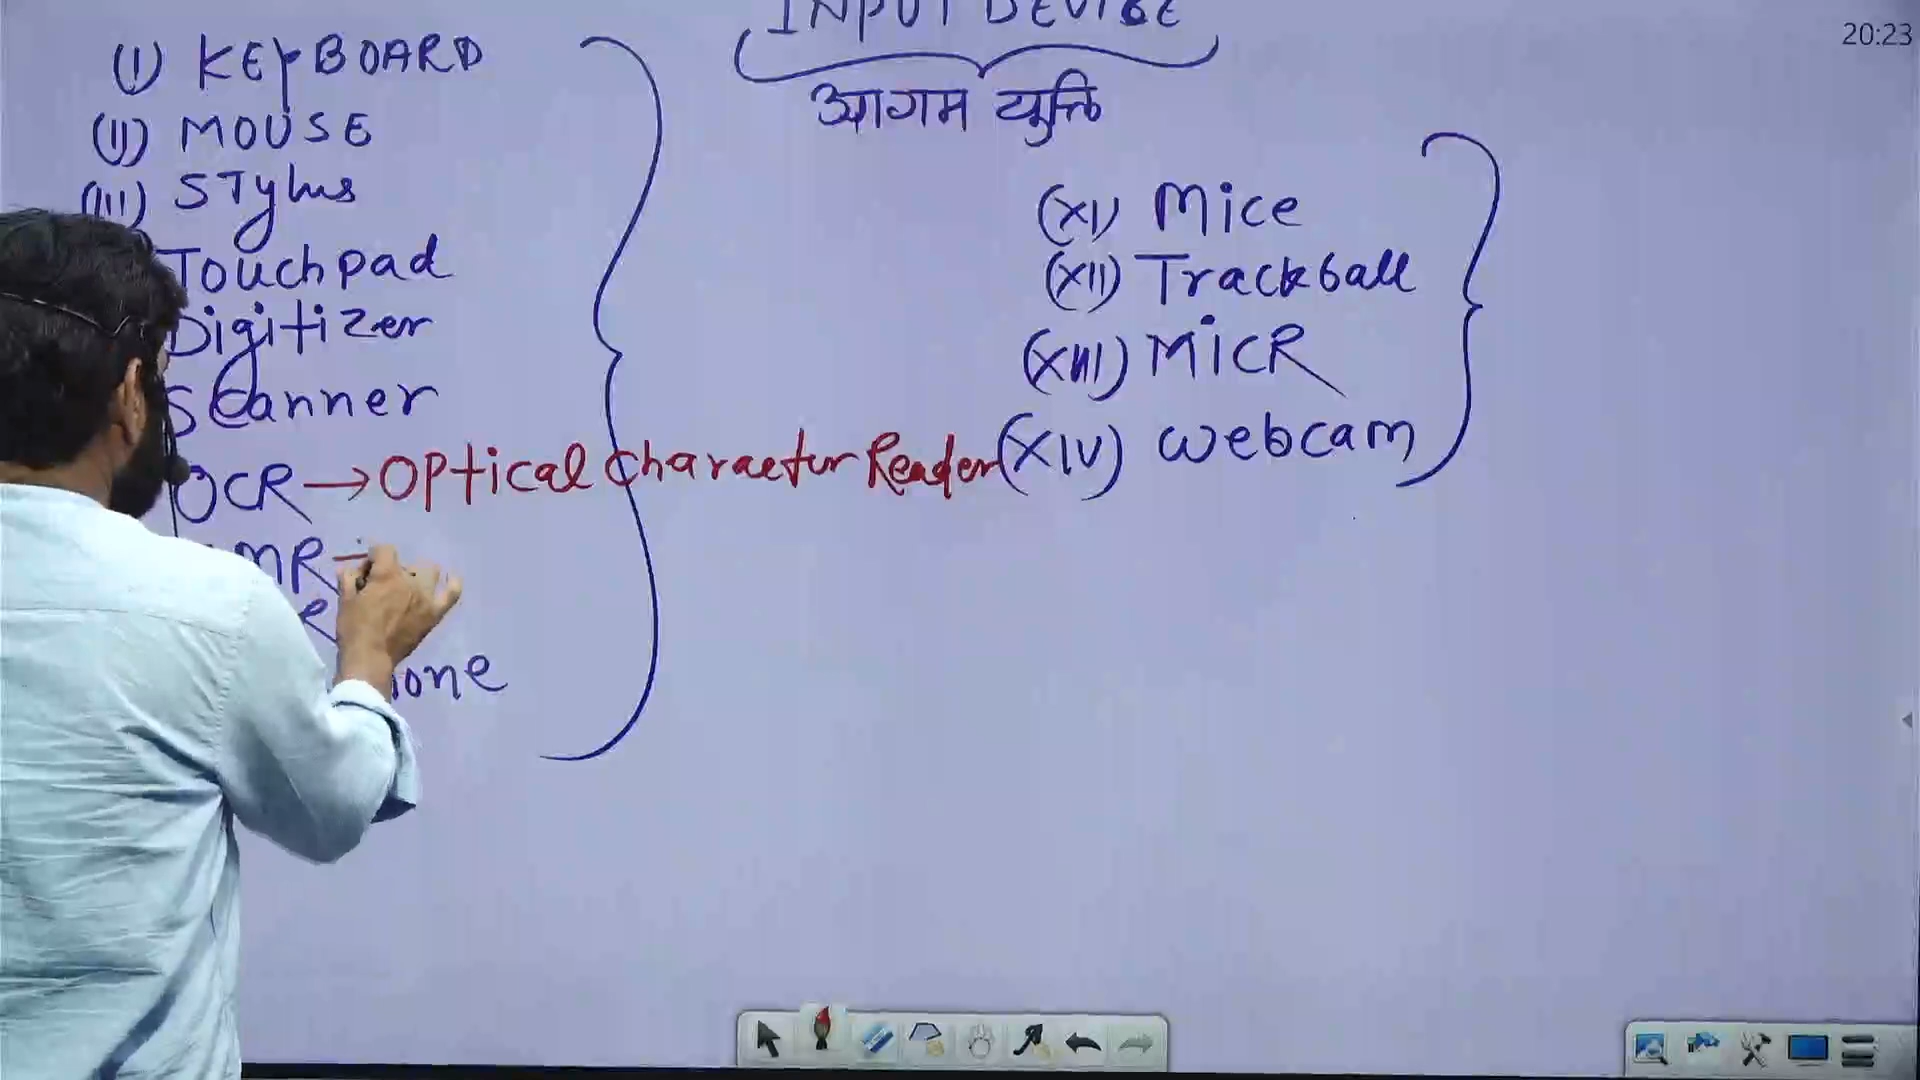 INPUT DEVICE
20:23
आगम युक्ति
(I) KEYBOARD
(II) MOUSE
(III) STylus
Touchpad
Digitizer
Scanner
OCR → Optical Character Reader
MR
R
one
(XI) Mice
(XII) Trackball
(XIII) MICR
(XIV) webcam